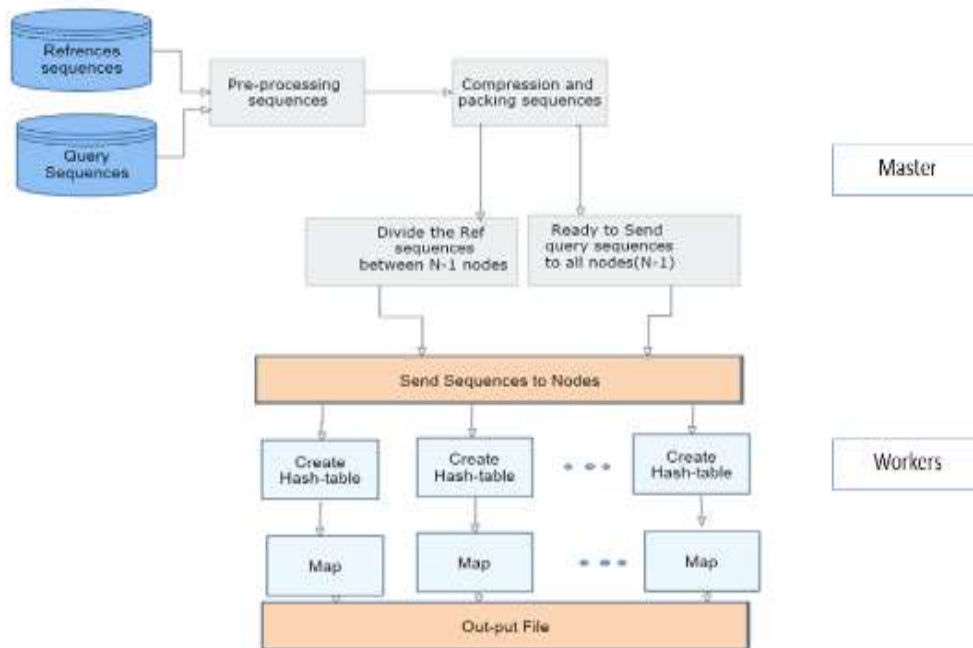 Refrences
sequences
Pre-processing
sequences
Compression and
packing sequences
Query
Sequences
Master
Divide the Ref
sequences
between N-1 nodes
Ready to Send
query sequences
to all nodes(N-1)
Send Sequences to Nodes
Create
Hash-table
Create
Hash-table
Create
Hash-table
Workers
Map
Map
Map
Out-put File